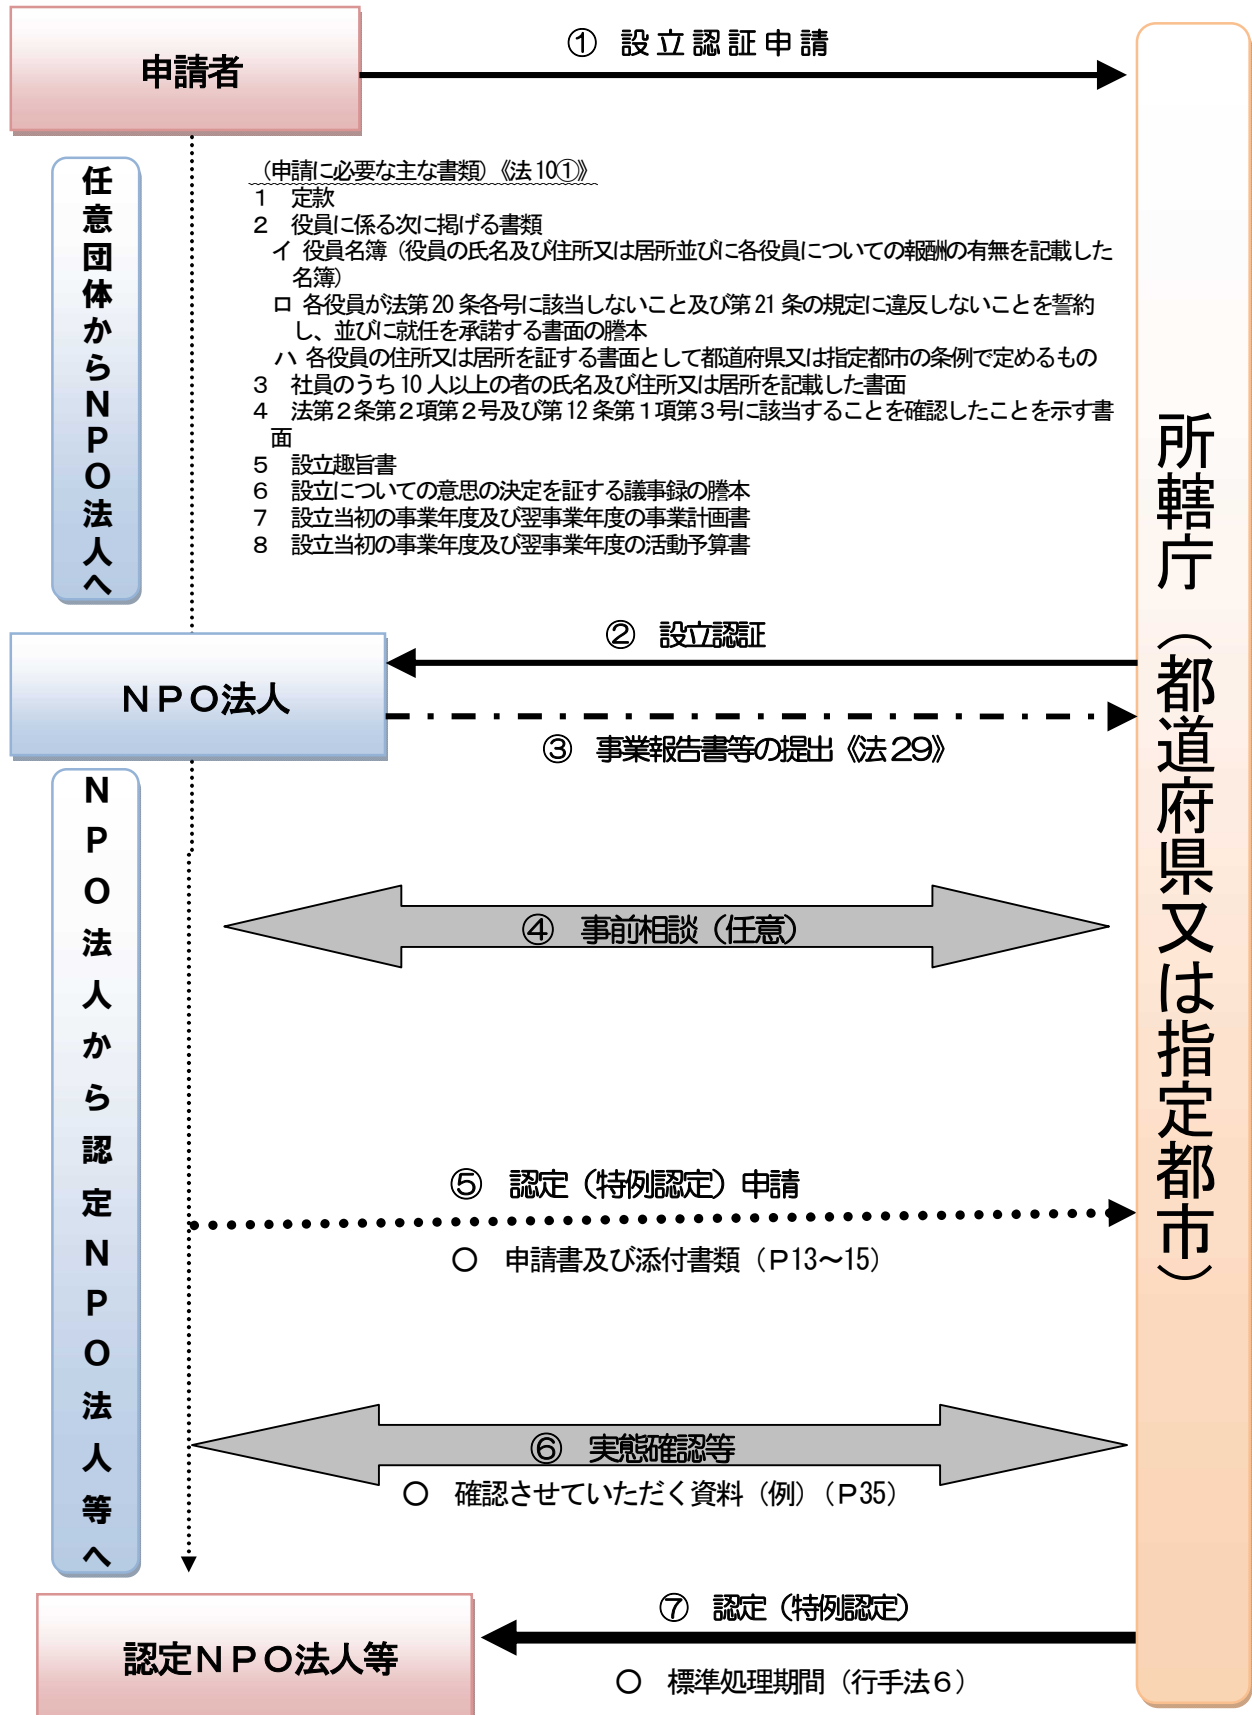 申請者
① 設立認証申請
任意団体からNPO法人へ
(申請に必要な主な書類)《法10①》
1 定款
2 役員に係る次に掲げる書類
イ 役員名簿(役員の氏名及び住所又は居所並びに各役員についての報酬の有無を記載した
名簿)
ロ 各役員が法第20条各号に該当しないこと及び第21条の規定に違反しないことを誓約
し、並びに就任を承諾する書面の謄本
ハ 各役員の住所又は居所を証する書面として都道府県又は指定都市の条例で定めるもの
3 社員のうち10人以上の者の氏名及び住所又は居所を記載した書面
4 法第2条第2項第2号及び第12条第1項第3号に該当することを確認したことを示す書
面
5 設立趣旨書
6 設立についての意思の決定を証する議事録の謄本
7 設立当初の事業年度及び翌事業年度の事業計画書
8 設立当初の事業年度及び翌事業年度の活動予算書
所轄庁(都道府県又は指定都市)
② 設立認証
NPO法人
③ 事業報告書等の提出《法29》
NPO法人から認定NPO法人等へ
④ 事前相談(任意)
⑤ 認定(特例認定)申請
○ 申請書及び添付書類(P13~15)
⑥ 実態確認等
○ 確認させていただく資料(例)(P35)
⑦ 認定(特例認定)
認定NPO法人等
○ 標準処理期間(行手法6)